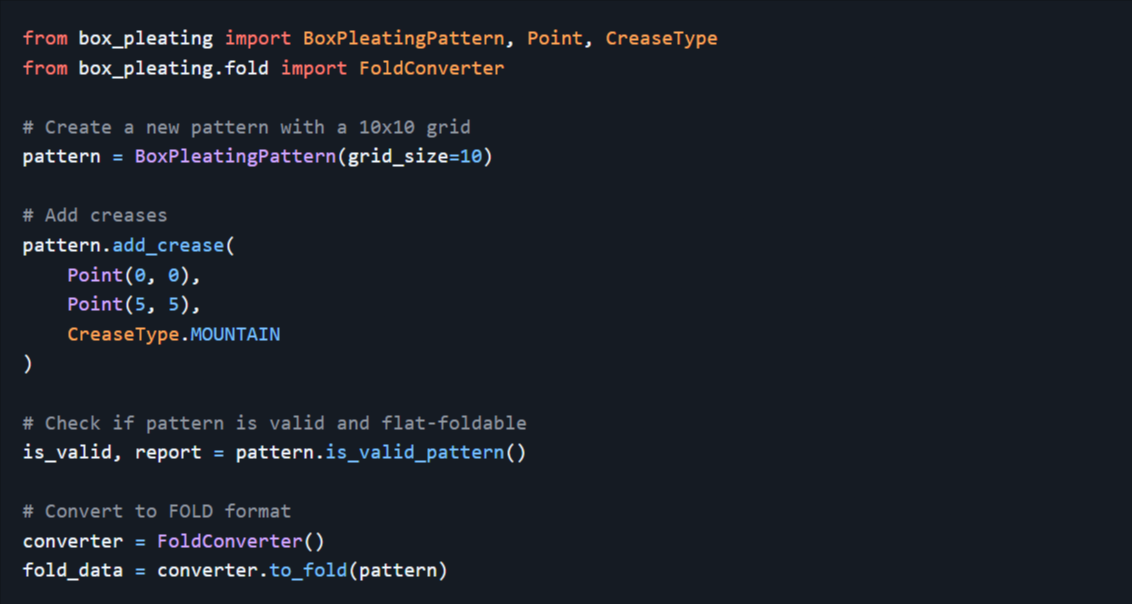 from box_pleating import BoxPleatingPattern, Point, CreaseType
from box_pleating.fold import FoldConverter

# Create a new pattern with a 10x10 grid
pattern = BoxPleatingPattern(grid_size=10)

# Add creases
pattern.add_crease(
    Point(0, 0),
    Point(5, 5),
    CreaseType.MOUNTAIN
)

# Check if pattern is valid and flat-foldable
is_valid, report = pattern.is_valid_pattern()

# Convert to FOLD format
converter = FoldConverter()
fold_data = converter.to_fold(pattern)